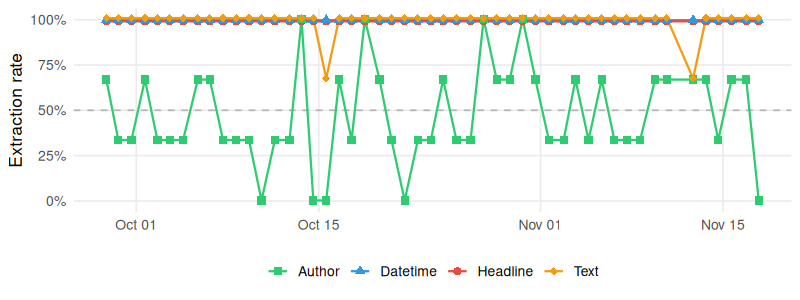 Extraction rate
100%
75%
50%
25%
0%
Oct 01 Oct 15 Nov 01 Nov 15
Author Datetime Headline Text